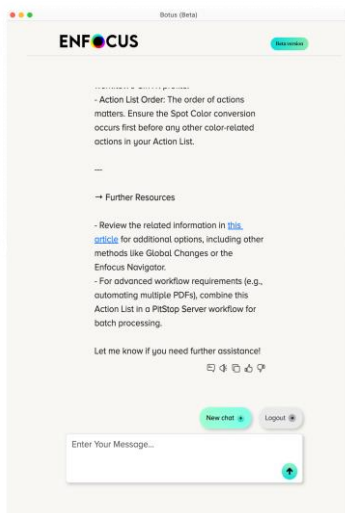 Botus (Beta)
ENFOCUS
Beta version
- Action List Order: The order of actions
matters. Ensure the Spot Color conversion
occurs first before any other color-related
actions in your Action List.
---
→ Further Resources
- Review the related information in this
article for additional options, including other
methods like Global Changes or the
Enfocus Navigator.
- For advanced workflow requirements (e.g.,
automating multiple PDFs), combine this
Action List in a PitStop Server workflow for
batch processing.
Let me know if you need further assistance!
New chat
Logout
Enter Your Message...